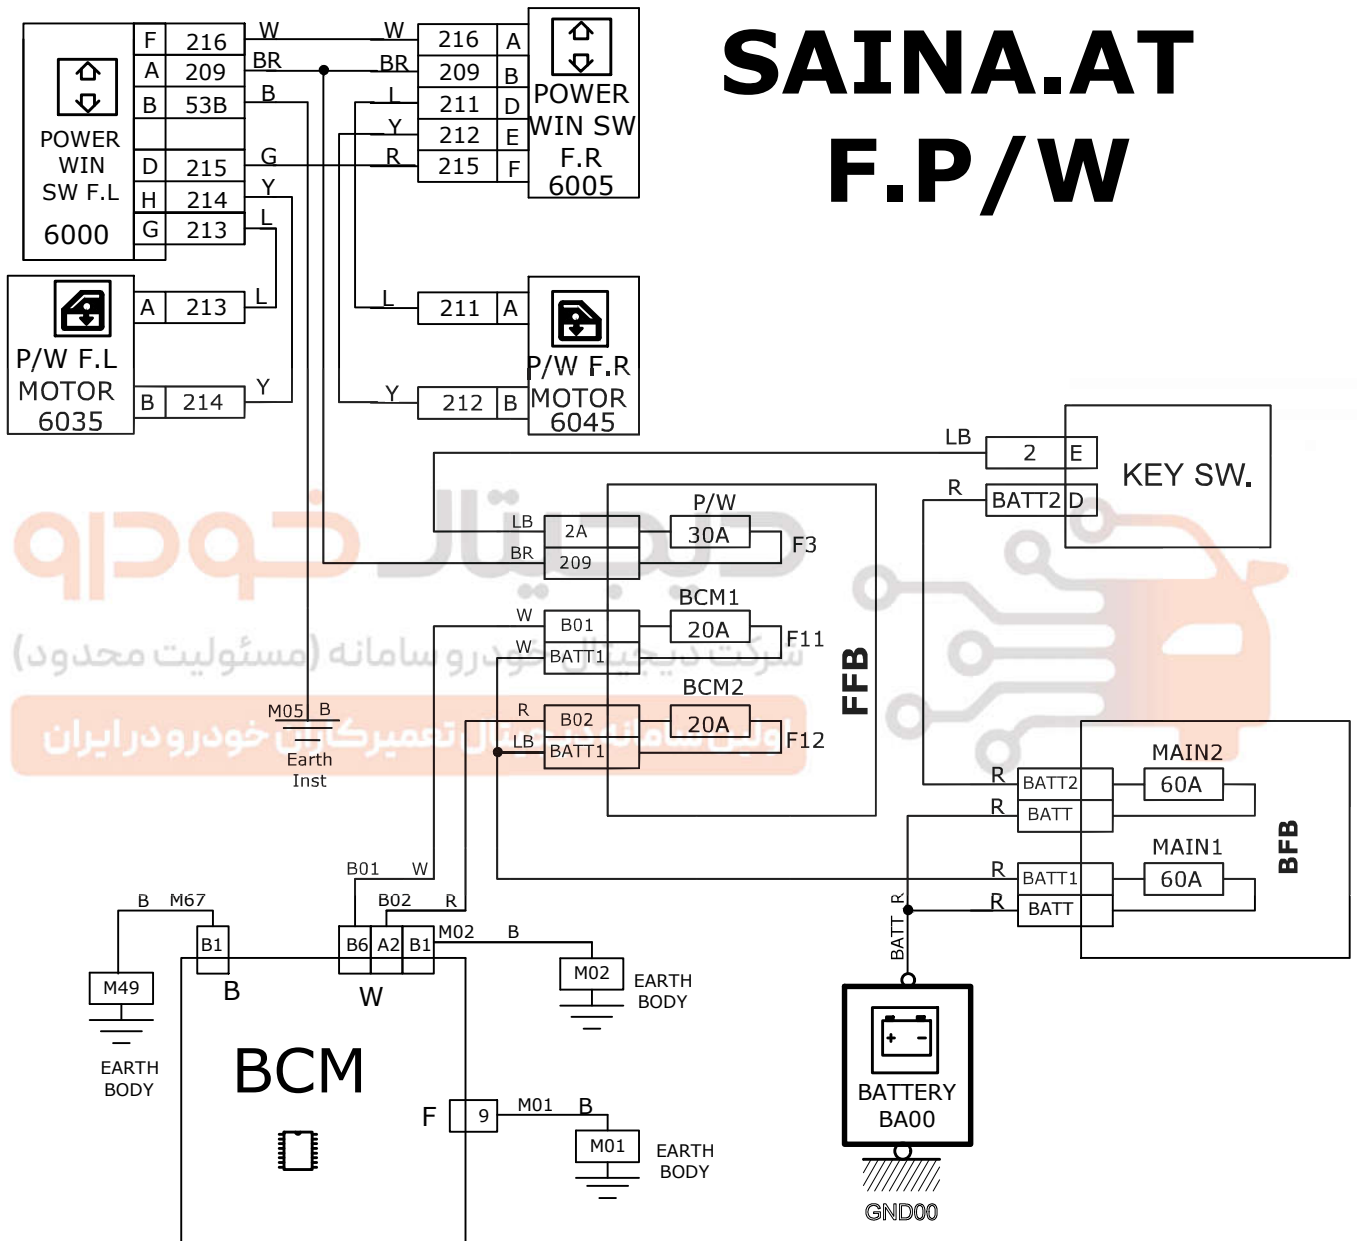 SAINA.AT
F.P/W
F 216 W
A 209 BR
B 53B B
D 215 G
H 214 Y
G 213 L
POWER
WIN
SW F.L
6000
W 216 A
BR 209 B
L 211 D
Y 212 E
R 215 F
POWER
WIN SW
F.R
6005
A 213 L
B 214 Y
P/W F.L
MOTOR
6035
L 211 A
Y 212 B
P/W F.R
MOTOR
6045
LB 2 E
R BATT2 D
KEY SW.
P/W
LB 2A 30A F3
BR 209
BCM1
W B01 20A F11
W BATT1
BCM2
R B02 20A F12
LB BATT1
FFB
دیجیتال خودرو
شرکت دیجیتال خودرو سامانه (مسئولیت محدود)
اولین سامانه دیجیتال تعمیرکاران خودرو در ایران
M05 B
Earth
Inst
MAIN2
R BATT2 60A
R BATT
MAIN1
R BATT1 60A
R BATT
BFB
BATT R
B01 W
B02 R
B M67
B1
B6 A2 B1
M02 B
B
W
M49
EARTH
BODY
M02
EARTH
BODY
BCM
F 9 M01 B
M01
EARTH
BODY
+ -
BATTERY
BA00
GND00